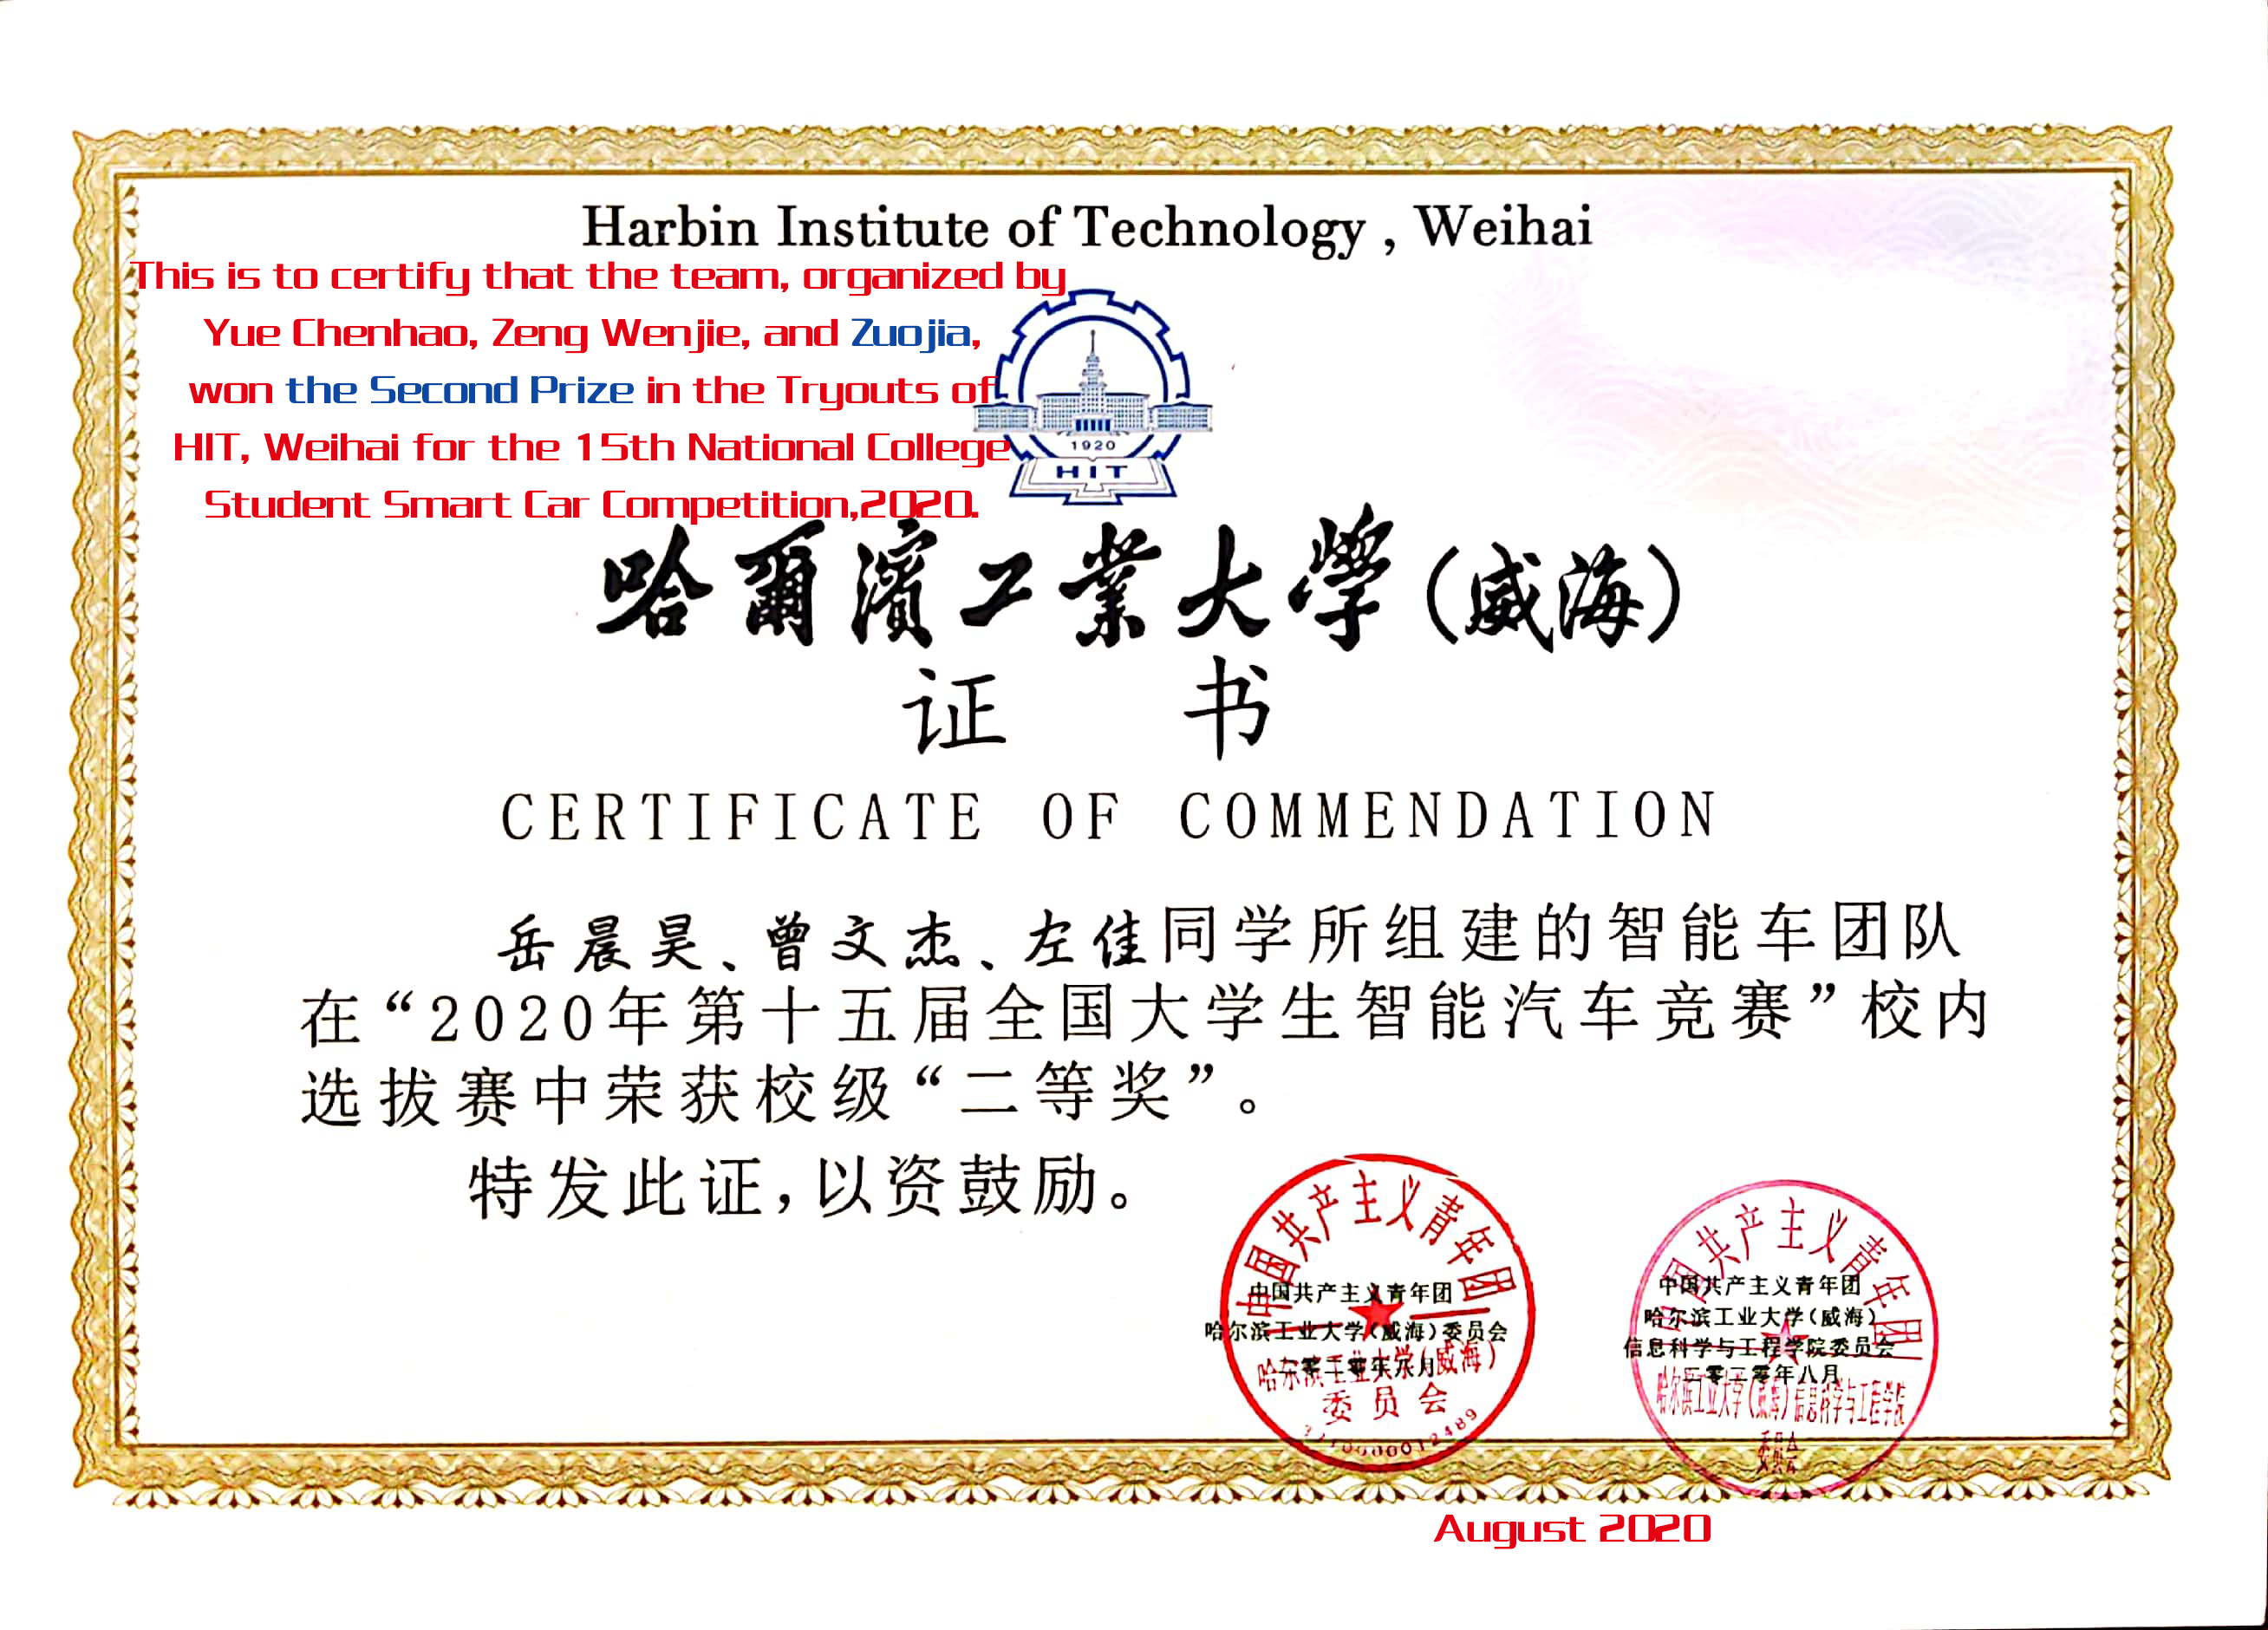 Harbin Institute of Technology , Weihai
This is to certify that the team, organized by
Yue Chenhao, Zeng Wenjie, and Zuojia,
won the Second Prize in the Tryouts of
HIT, Weihai for the 15th National College
Student Smart Car Competition,2020.
1920
HIT
哈爾濱工業大學(威海)
证 书
CERTIFICATE OF COMMENDATION
岳晨昊、曾文杰、左佳同学所组建的智能车团队
在“2020年第十五届全国大学生智能汽车竞赛”校内
选拔赛中荣获校级“二等奖”。
特发此证,以资鼓励。
中国共产主义青年团
中国共产主义青年团
哈尔滨工业大学(威海)委员会
二零二零年八月
哈尔滨工业大学(威海)
委员会
中国共产主义青年团
中国共产主义青年团
哈尔滨工业大学(威海)
信息科学与工程学院委员会
二零二零年八月
哈尔滨工业大学(威海)信息科学与工程学院
委员会
August 2020